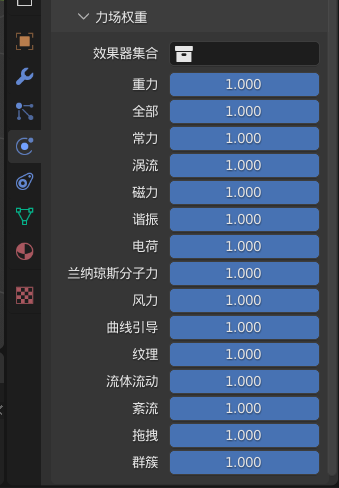 力场权重
效果器集合
重力 1.000
全部 1.000
常力 1.000
涡流 1.000
磁力 1.000
谐振 1.000
电荷 1.000
兰纳琼斯分子力 1.000
风力 1.000
曲线引导 1.000
纹理 1.000
流体流动 1.000
紊流 1.000
拖拽 1.000
群簇 1.000